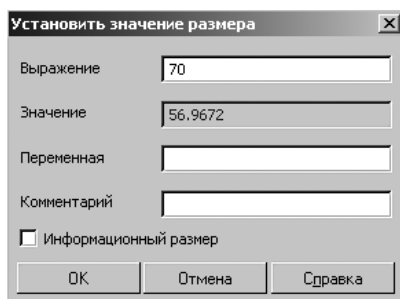 Установить значение размера
Выражение 70
Значение 56.9672
Переменная
Комментарий
Информационный размер
ОК Отмена Справка